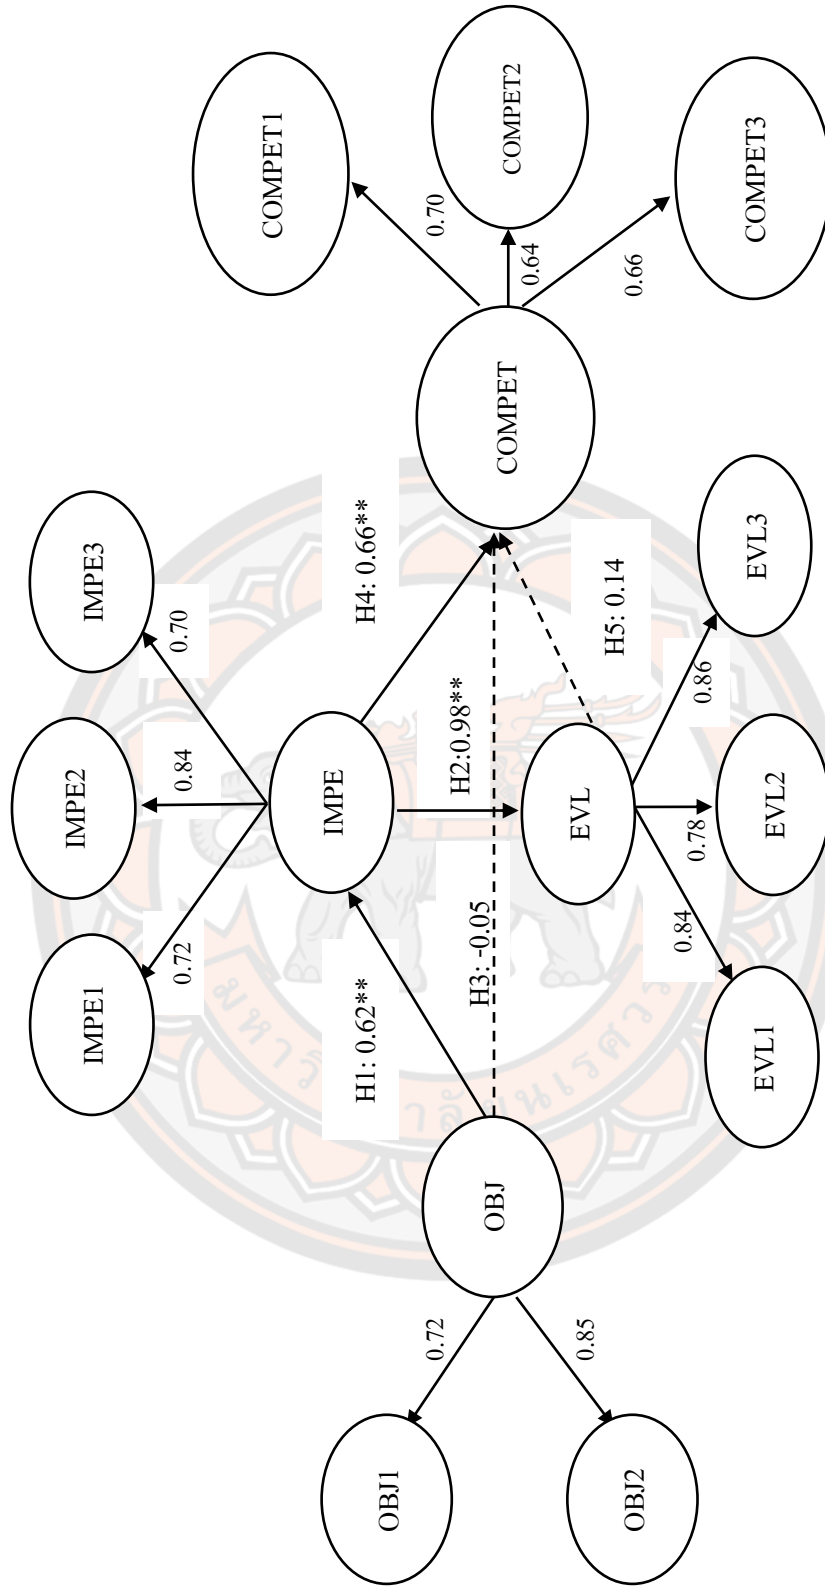 IMPE1
IMPE2
IMPE3
0.72
0.84
0.70
COMPET1
IMPE
H1: 0.62**
H4: 0.66**
OBJ1
0.72
0.70
H2:0.98**
H3: -0.05
OBJ
COMPET
COMPET2
0.64
EVL
0.85
H5: 0.14
OBJ2
0.66
0.84
0.78
0.86
EVL1
EVL2
EVL3
COMPET3